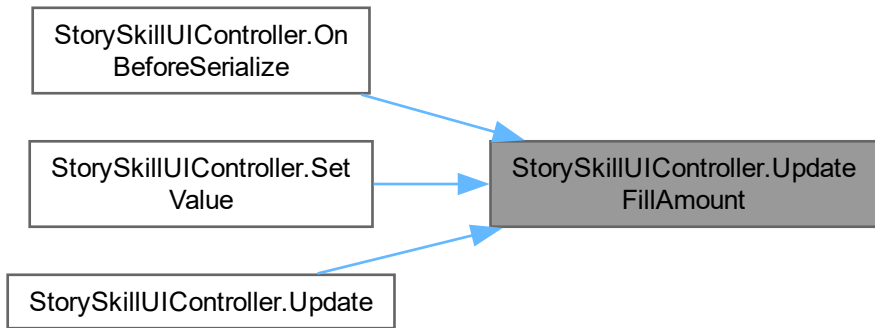 StorySkillUIController.On
BeforeSerialize
StorySkillUIController.Set
Value
StorySkillUIController.Update
FillAmount
StorySkillUIController.Update